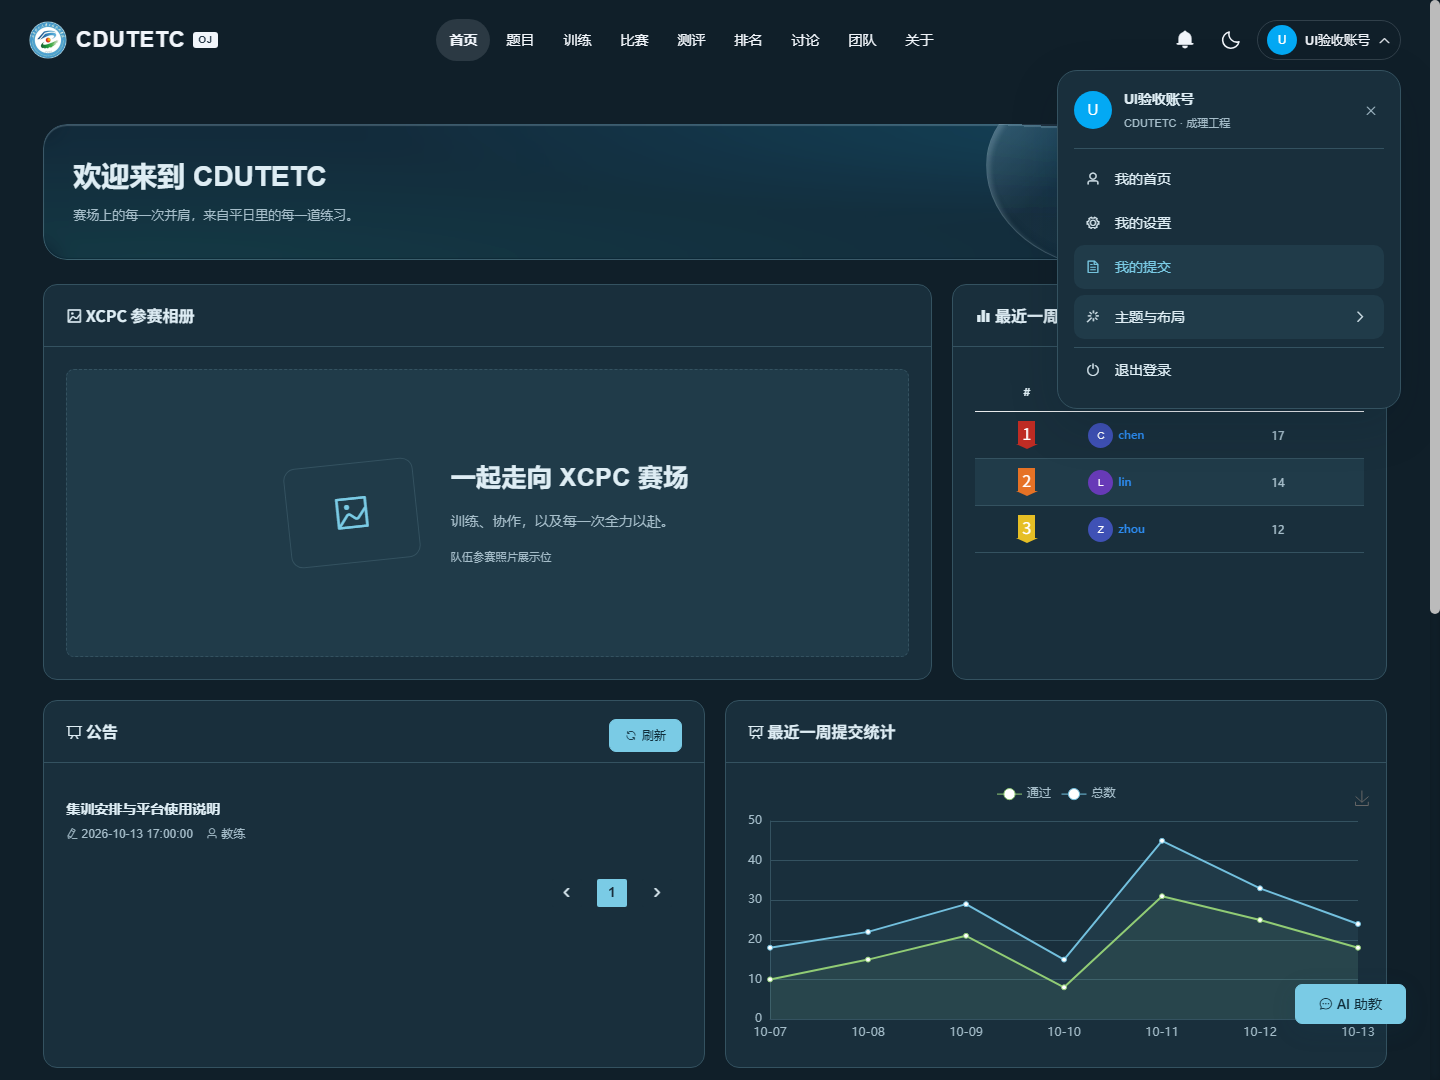 CDUTETC OJ
首页 题目 训练 比赛 测评 排名 讨论 团队 关于
U UI验收账号
U UI验收账号
CDUTETC · 成理工程
我的首页
我的设置
我的提交
主题与布局
退出登录
欢迎来到 CDUTETC
赛场上的每一次并肩，来自平日里的每一道练习。
XCPC 参赛相册
一起走向 XCPC 赛场
训练、协作，以及每一次全力以赴。
队伍参赛照片展示位
最近一周
#
1 C chen 17
2 L lin 14
3 Z zhou 12
公告
刷新
集训安排与平台使用说明
2026-10-13 17:00:00 教练
1
最近一周提交统计
通过 总数
50
40
30
20
10
0
10-07 10-08 10-09 10-10 10-11 10-12 10-13
AI 助教